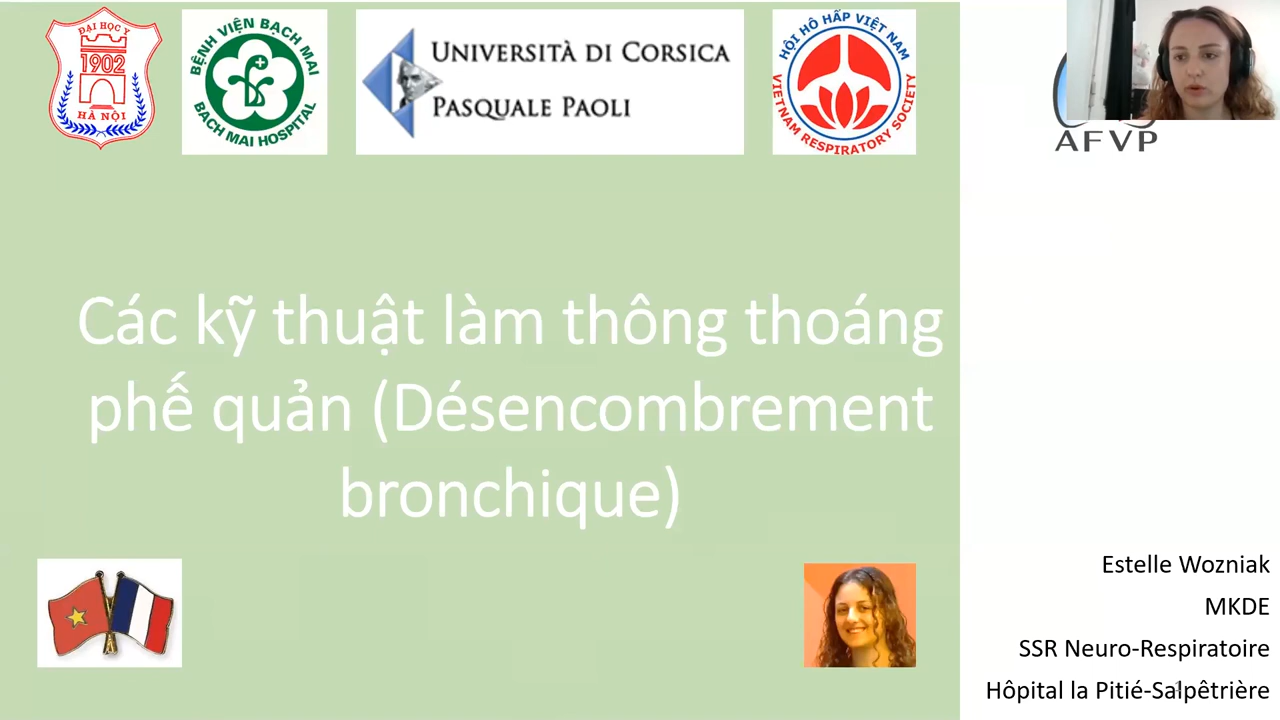 ĐẠI HỌC Y
1902
HÀ NỘI
BỆNH VIỆN BẠCH MAI
BACH MAI HOSPITAL
UNIVERSITÀ DI CORSICA
PASQUALE PAOLI
HỘI HÔ HẤP VIỆT NAM
VIETNAM RESPIRATORY SOCIETY
AFVP
Các kỹ thuật làm thông thoáng
phế quản (Désencombrement
bronchique)
Estelle Wozniak
MKDE
SSR Neuro-Respiratoire
Hôpital la Pitié-Salpêtrière